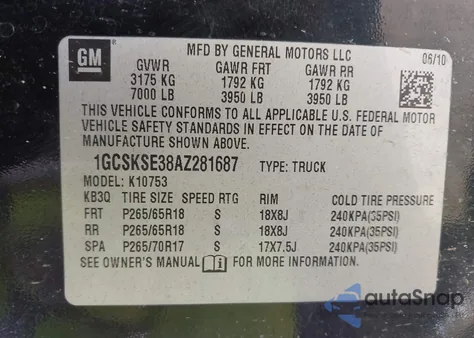 GM
MFD BY GENERAL MOTORS LLC
06/10
GVWR GAWR FRT GAWR RR
3175 KG 1792 KG 1792 KG
7000 LB 3950 LB 3950 LB
THIS VEHICLE CONFORMS TO ALL APPLICABLE U.S. FEDERAL MOTOR
VEHICLE SAFETY STANDARDS IN EFFECT ON THE DATE OF
MANUFACTURE SHOWN ABOVE.
1GCSKSE38AZ281687 TYPE: TRUCK
MODEL: K10753
KB3Q TIRE SIZE SPEED RTG RIM COLD TIRE PRESSURE
FRT P265/65R18 S 18X8J 240KPA(35PSI)
RR P265/65R18 S 18X8J 240KPA(35PSI)
SPA P265/70R17 S 17X7.5J 240KPA(35PSI)
SEE OWNER'S MANUAL FOR MORE INFORMATION
autoSnap